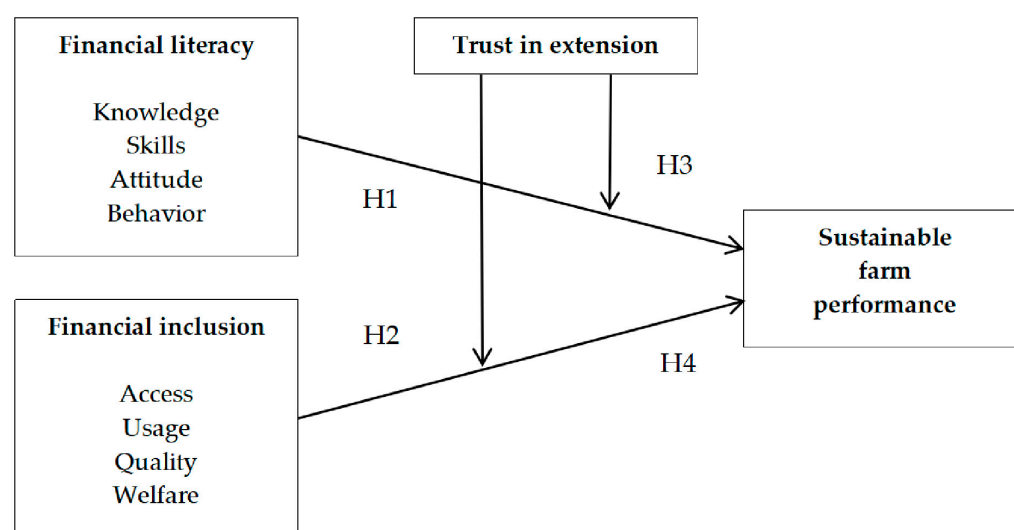 Financial literacy
Knowledge
Skills
Attitude
Behavior
Trust in extension
H1
H3
Sustainable
farm
performance
Financial inclusion
Access
Usage
Quality
Welfare
H2
H4